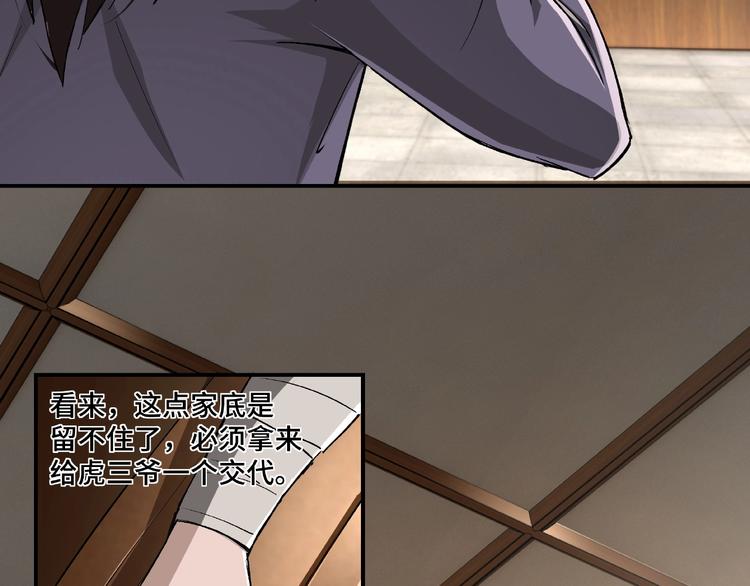 看来，这点家底是
留不住了，必须拿来
给虎三爷一个交代。